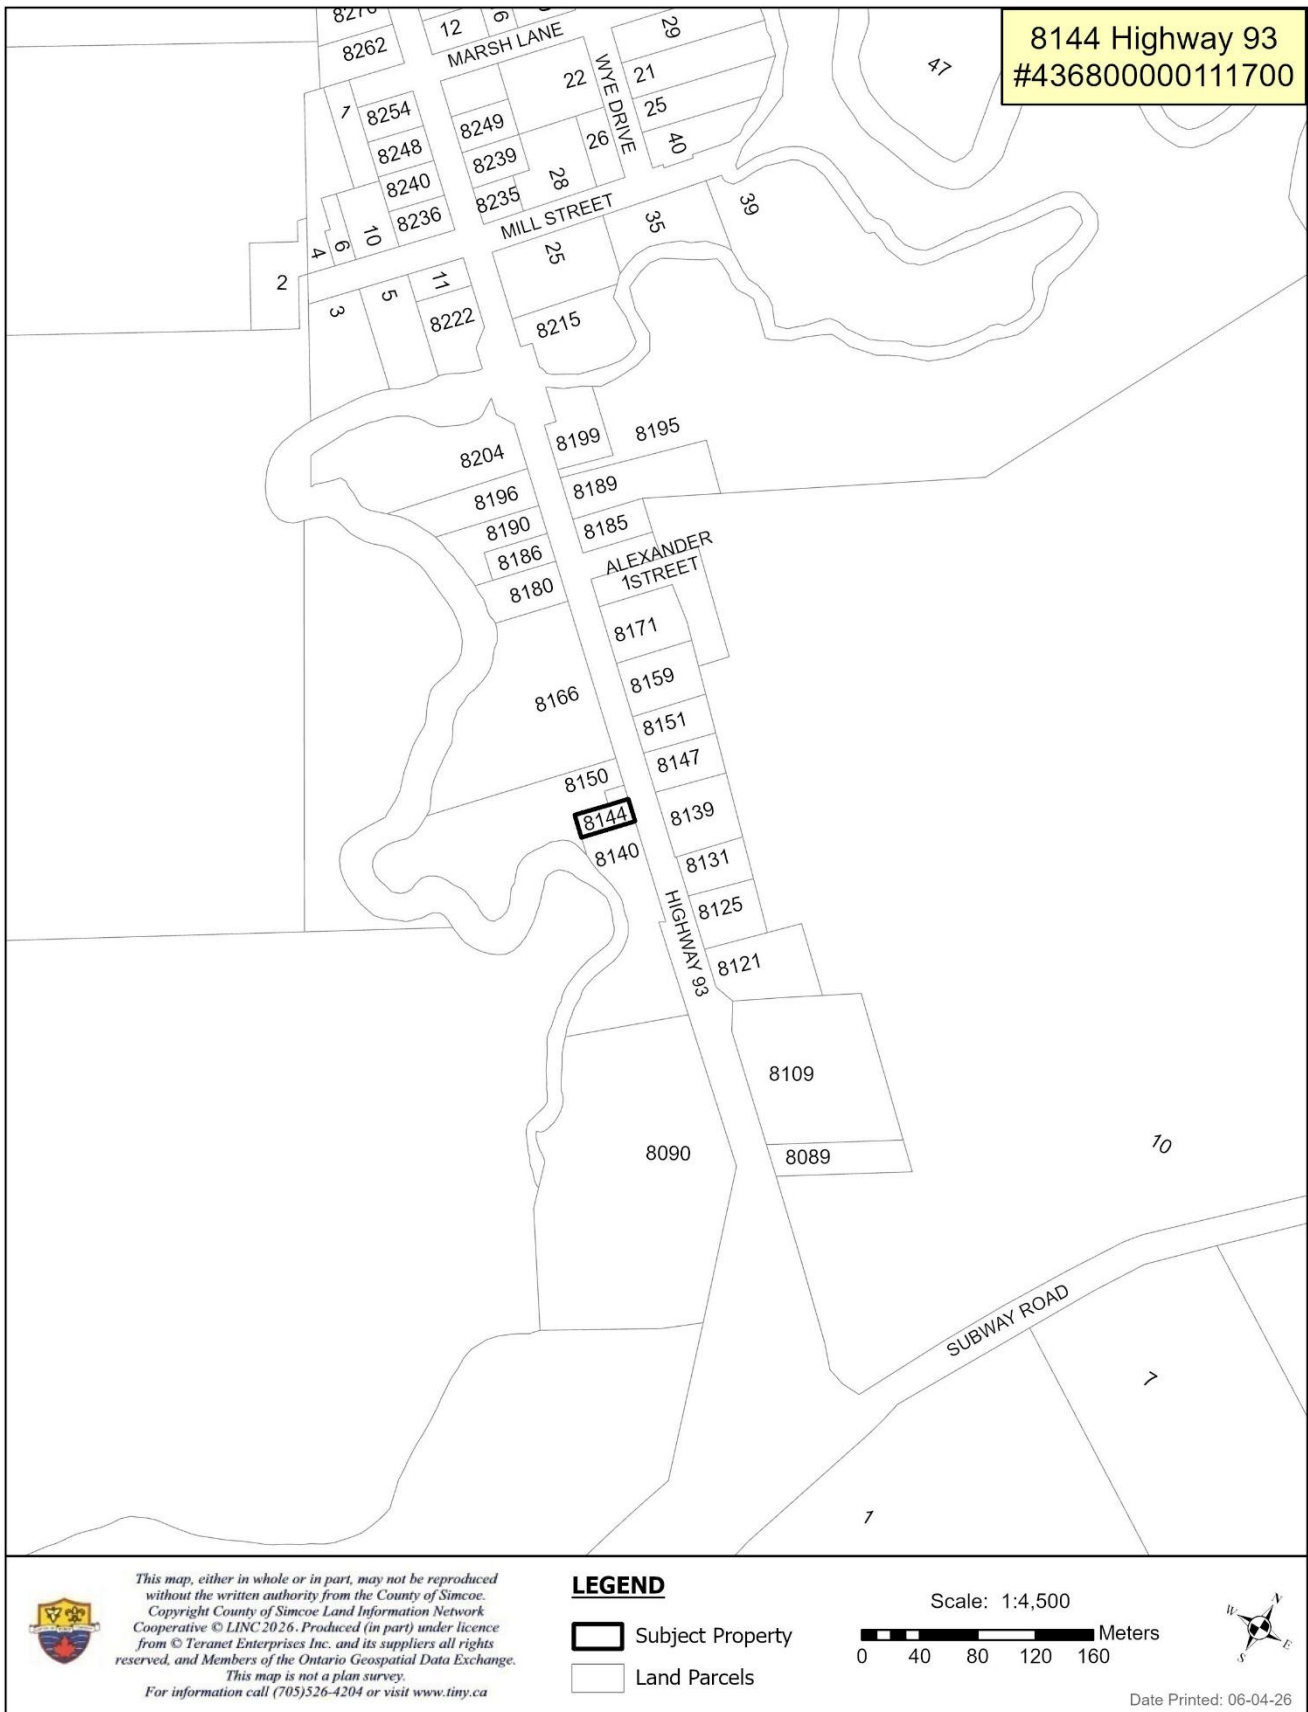 8144 Highway 93
#436800000111700
8270
8262
12
MARSH LANE
29
47
22
WYE DRIVE
21
25
1
8254
8249
26
40
8248
8239
28
8240
8235
8236
MILL STREET
35
39
4
6
10
25
2
3
5
11
8222
8215
8199
8195
8204
8189
8196
8185
8190
8186
ALEXANDER
1STREET
8180
8171
8159
8166
8151
8147
8150
8144
8139
8140
8131
HIGHWAY 93
8125
8121
8109
8090
8089
10
SUBWAY ROAD
7
1
This map, either in whole or in part, may not be reproduced
without the written authority from the County of Simcoe.
Copyright County of Simcoe Land Information Network
Cooperative © LINC 2026. Produced (in part) under licence
from © Teranet Enterprises Inc. and its suppliers all rights
reserved, and Members of the Ontario Geospatial Data Exchange.
This map is not a plan survey.
For information call (705)526-4204 or visit www.tiny.ca
LEGEND
Subject Property
Land Parcels
Scale: 1:4,500
Meters
0 40 80 120 160
N
W
E
S
Date Printed: 06-04-26